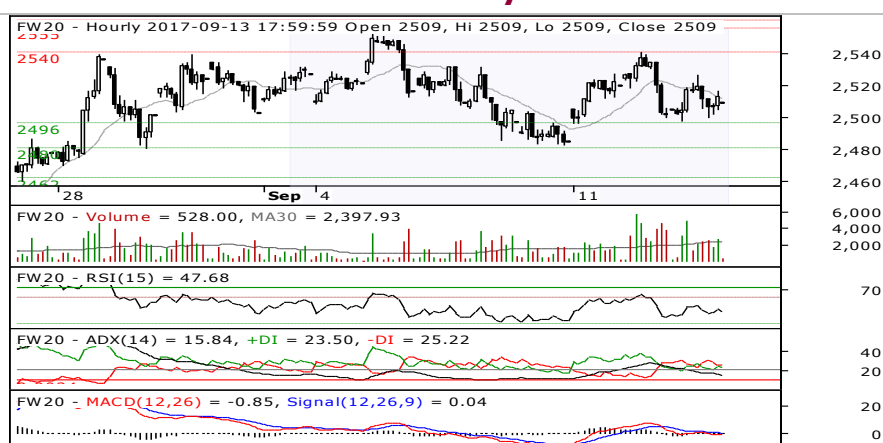 FW20 - Hourly 2017-09-13 17:59:59 Open 2509, Hi 2509, Lo 2509, Close 2509
2540
2,540
2,520
2496
2,500
2,480
2462
2,460
28 Sep 4 11
FW20 - Volume = 528.00, MA30 = 2,397.93
6,000
4,000
2,000
FW20 - RSI(15) = 47.68
70
FW20 - ADX(14) = 15.84, +DI = 23.50, -DI = 25.22
40
20
FW20 - MACD(12,26) = -0.85, Signal(12,26,9) = 0.04
20
0